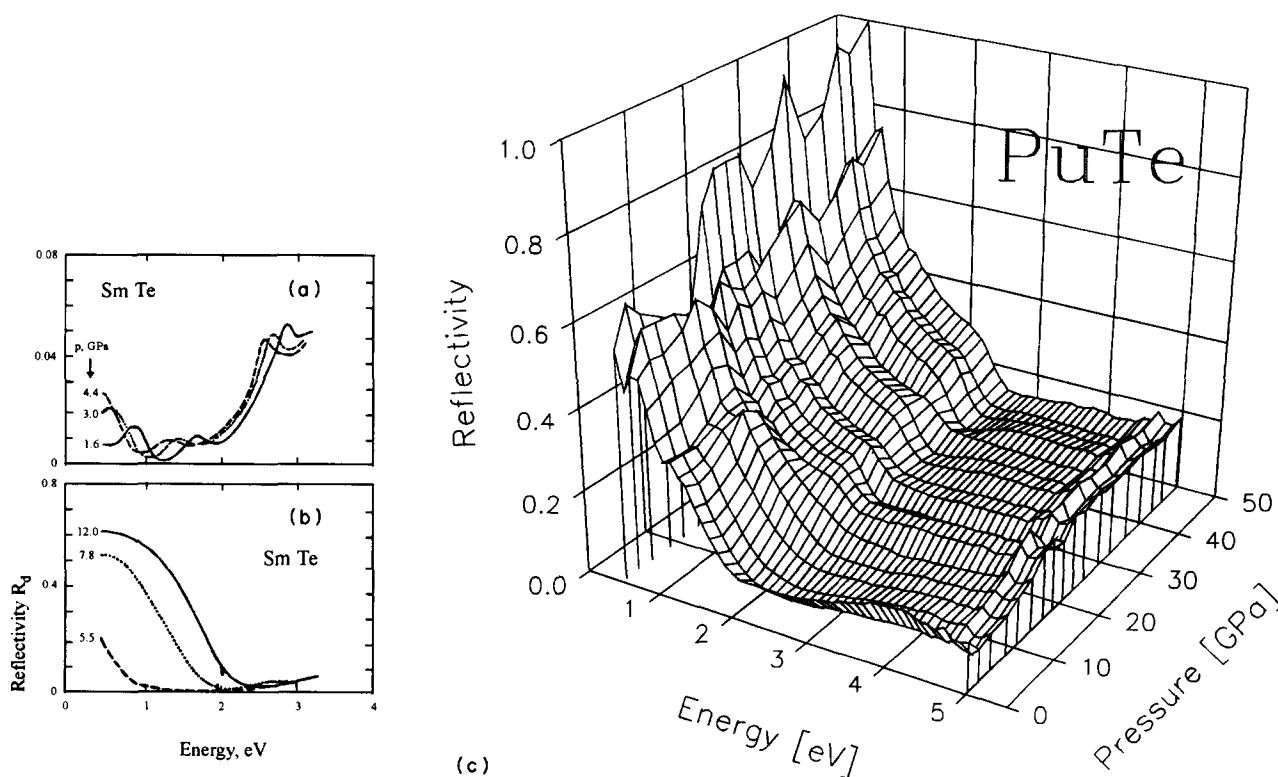 0.08
Sm Te
(a)
0.04
p, GPa
4.4
3.0
1.6
0
0.8
(b)
12.0
Sm Te
7.8
0.4
5.5
0
0
1
2
3
4
Reflectivity R_d
Energy, eV
(c)
PuTe
1.0
0.8
0.6
0.4
0.2
0.0
Reflectivity
1
2
3
4
5
Energy [eV]
0
10
20
30
40
50
Pressure [GPa]